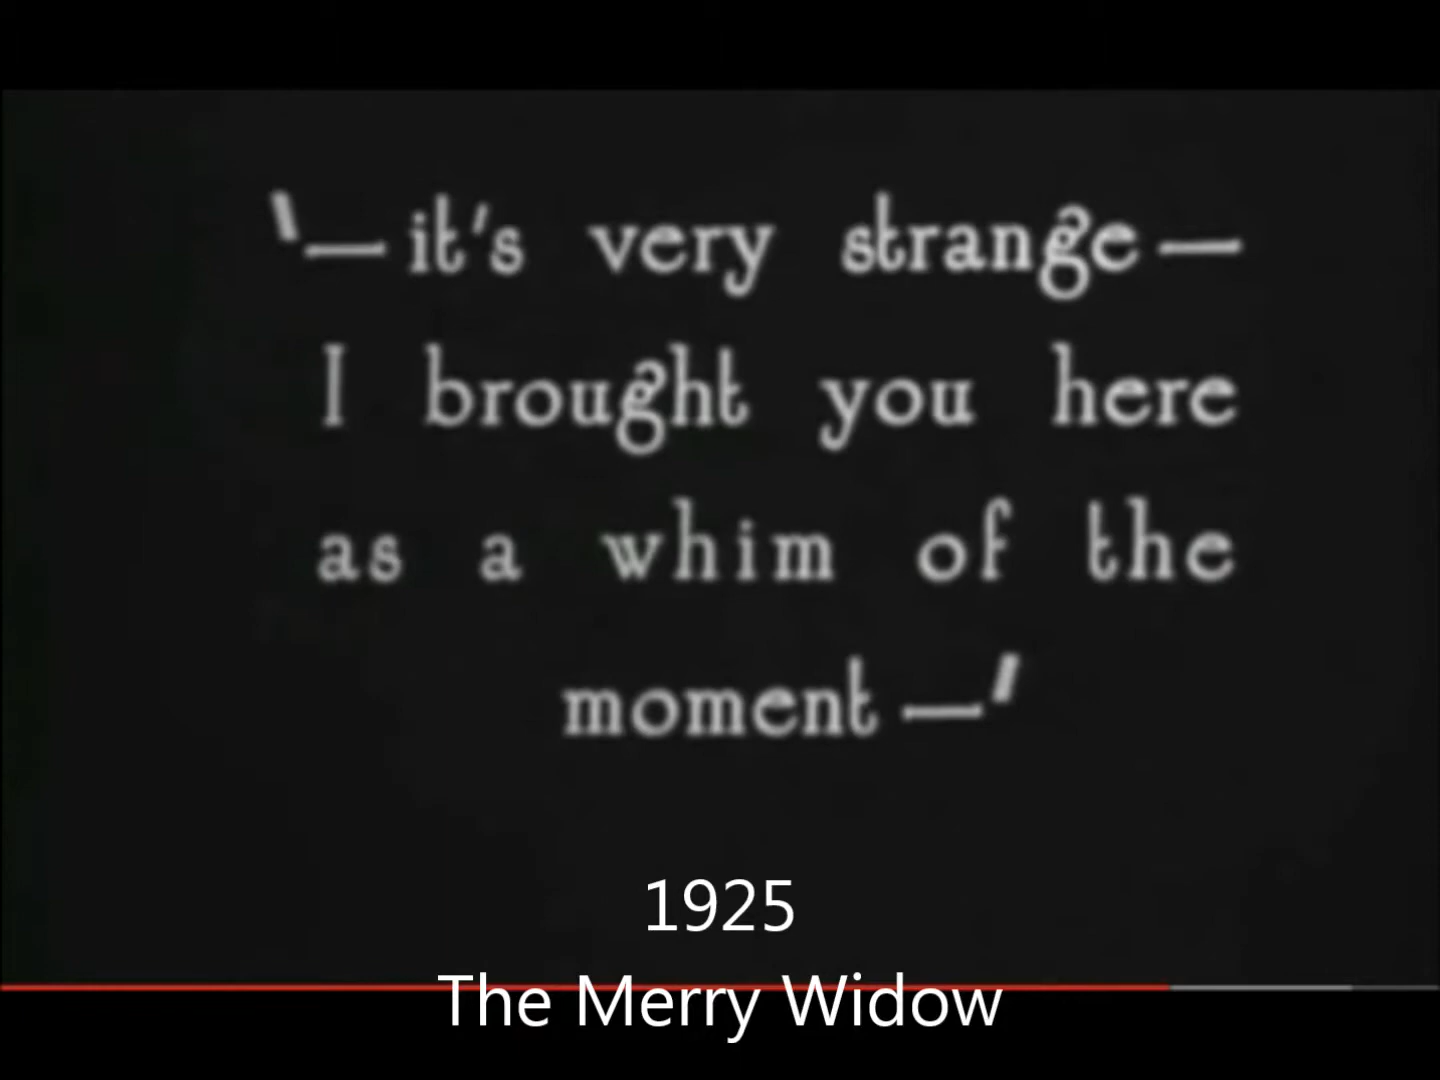 '—it's very strange—
I brought you here
as a whim of the
moment—'
1925
The Merry Widow